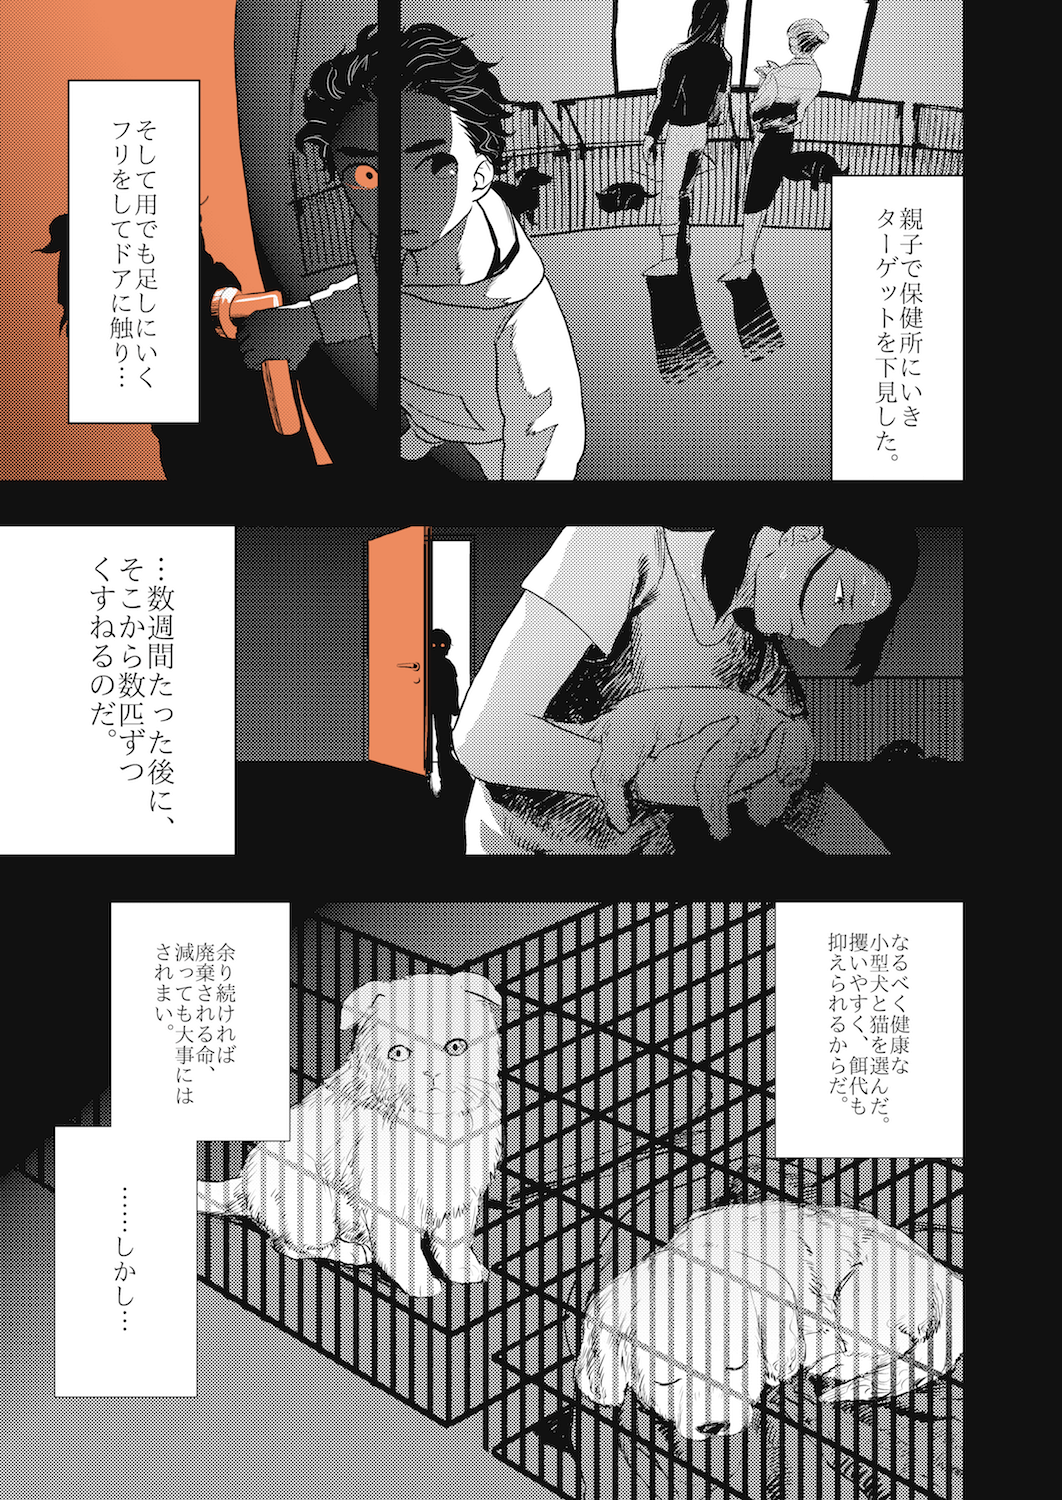 親子で保健所にいき
ターゲットを下見した。
そして用でも足しにいく
フリをしてドアに触り…
…数週間たった後に、
そこから数匹ずつ
くすねるのだ。
なるべく健康な
小型犬と猫を選んだ。
攫いやすく、餌代も
抑えられるからだ。
余り続ければ
廃棄される命、
減っても大事には
されまい。
……しかし…